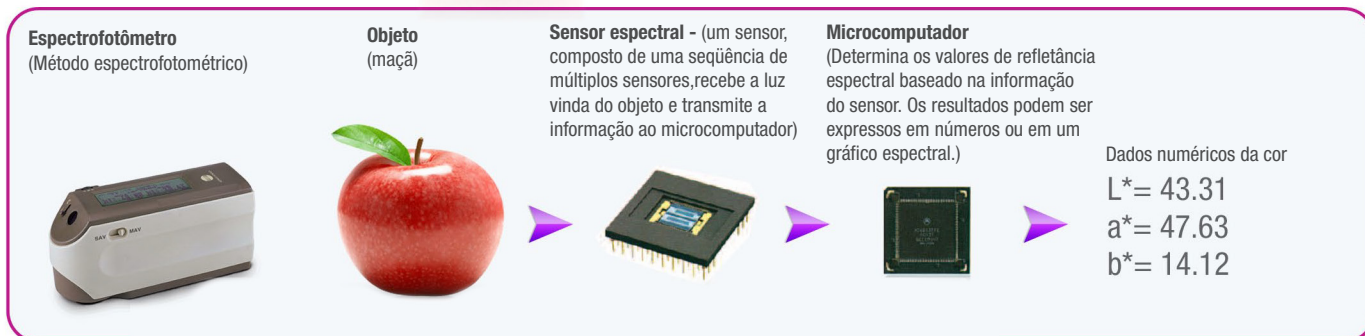 Espectrofotômetro
(Método espectrofotométrico)
Objeto
(maçã)
Sensor espectral - (um sensor,
composto de uma seqüência de
múltiplos sensores,recebe a luz
vinda do objeto e transmite a
informação ao microcomputador)
Microcomputador
(Determina os valores de refletância
espectral baseado na informação
do sensor. Os resultados podem ser
expressos em números ou em um
gráfico espectral.)
Dados numéricos da cor
L*= 43.31
a*= 47.63
b*= 14.12
SAV
MAV